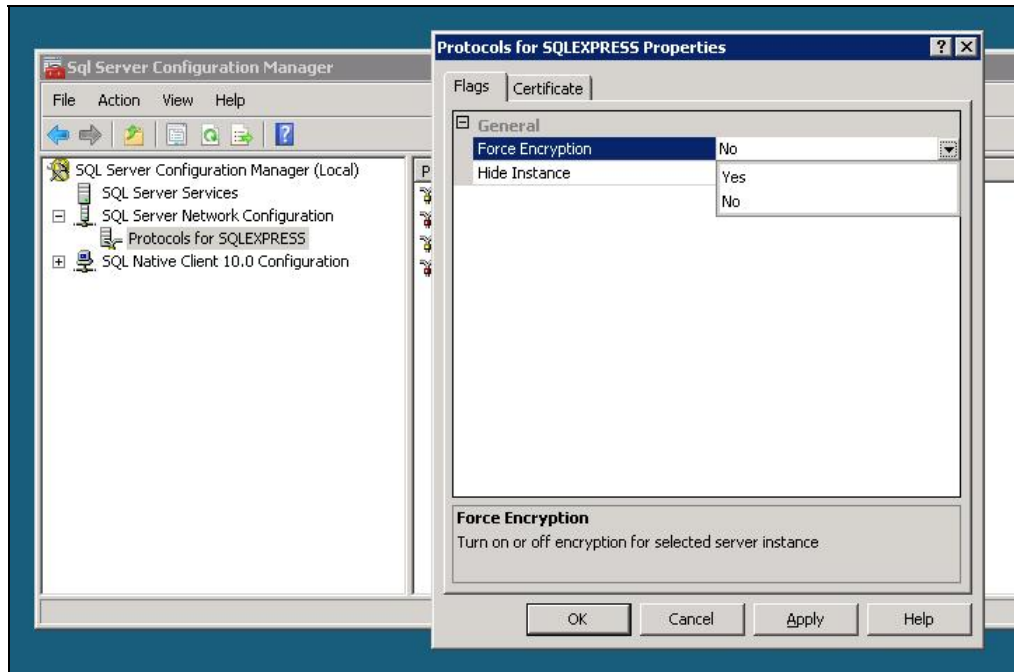 Sql Server Configuration Manager
File Action View Help
SQL Server Configuration Manager (Local)
SQL Server Services
SQL Server Network Configuration
Protocols for SQLEXPRESS
SQL Native Client 10.0 Configuration
P
Protocols for SQLEXPRESS Properties
Flags Certificate
General
Force Encryption No
Hide Instance
Yes
No
Force Encryption
Turn on or off encryption for selected server instance
OK Cancel Apply Help